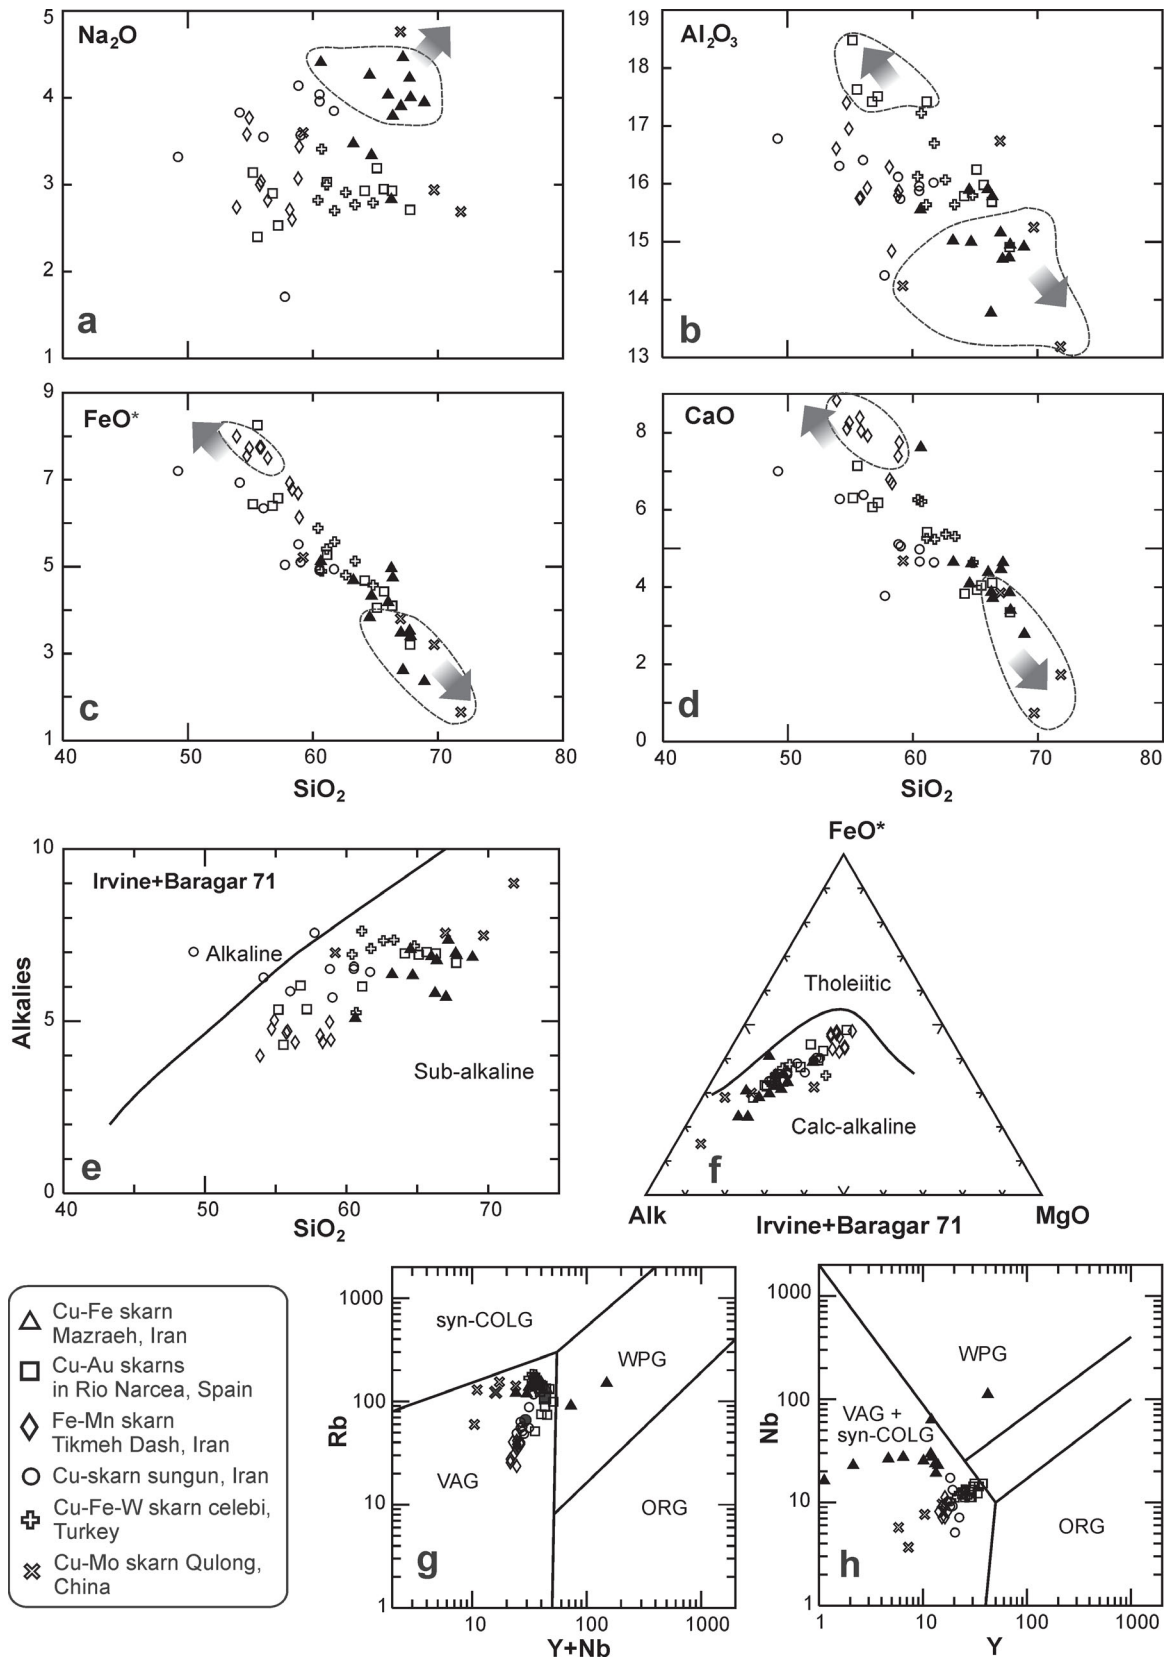 Na₂O
5
4
3
2
1
a
Al₂O₃
19
18
17
16
15
14
13
b
FeO*
9
7
5
3
1
c
40 50 60 70 80
SiO₂
CaO
8
6
4
2
0
d
40 50 60 70 80
SiO₂
Irvine+Baragar 71
10
5
0
Alkalies
Alkaline
Sub-alkaline
e
40 50 60 70
SiO₂
FeO*
Tholeiitic
Calc-alkaline
f
Alk
MgO
Irvine+Baragar 71
Cu-Fe skarn
Mazraeh, Iran
Cu-Au skarns
in Rio Narcea, Spain
Fe-Mn skarn
Tikmeh Dash, Iran
Cu-skarn sungun, Iran
Cu-Fe-W skarn celebi,
Turkey
Cu-Mo skarn Qulong,
China
1000
100
10
1
Rb
syn-COLG
WPG
VAG
ORG
g
10 100 1000
Y+Nb
1000
100
10
1
Nb
WPG
VAG +
syn-COLG
ORG
h
1 10 100 1000
Y